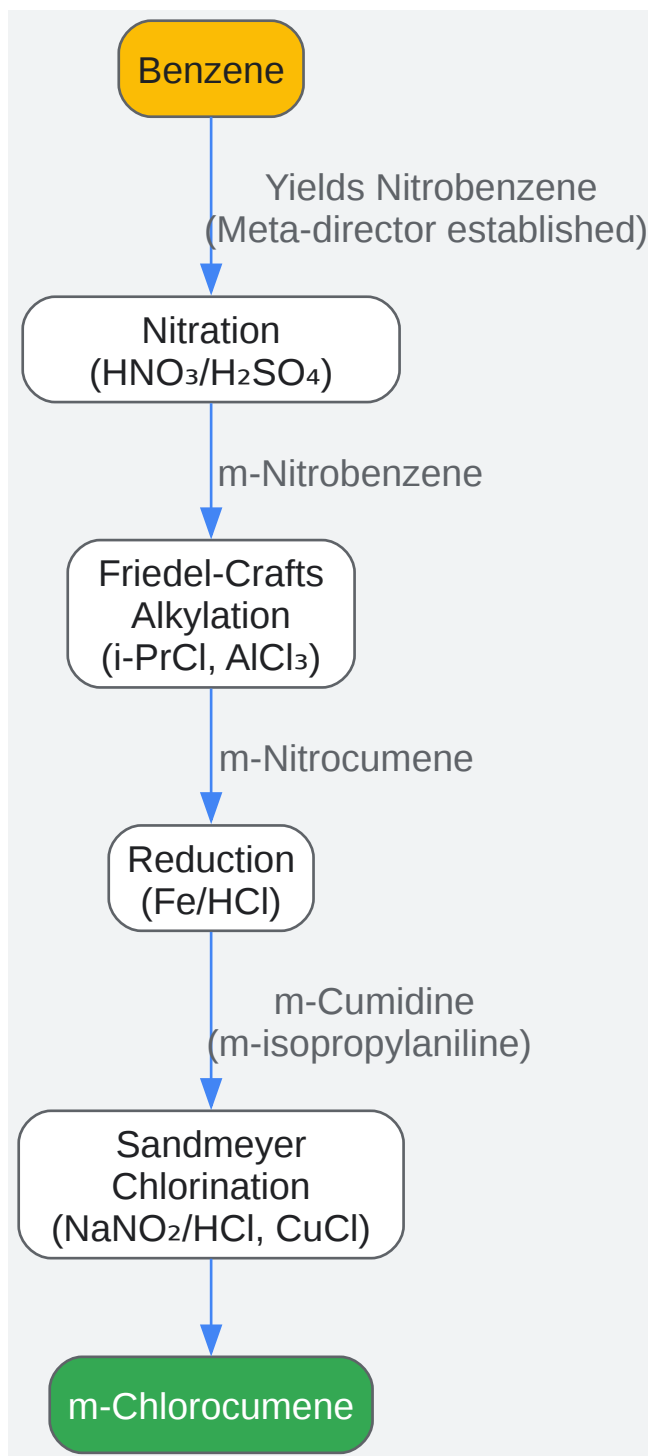 Benzene
Yields Nitrobenzene
(Meta-director established)
Nitration
(HNO₃/H₂SO₄)
m-Nitrobenzene
Friedel-Crafts
Alkylation
(i-PrCl, AlCl₃)
m-Nitrocumene
Reduction
(Fe/HCl)
m-Cumidine
(m-isopropylaniline)
Sandmeyer
Chlorination
(NaNO₂/HCl, CuCl)
m-Chlorocumene